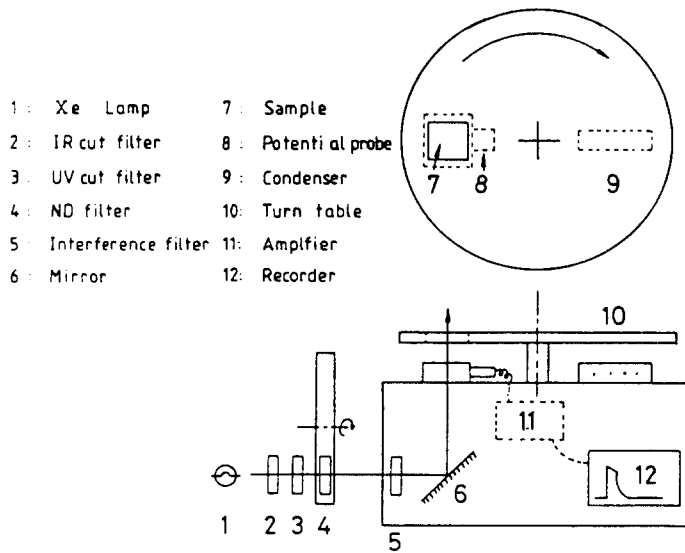 1 : Xe Lamp
2 : IR cut filter
3 : UV cut filter
4 : ND filter
5 : Interference filter
6 : Mirror
7 : Sample
8 : Potential probe
9 : Condenser
10: Turn table
11: Amplfier
12: Recorder
7
8
9
10
11
12
1
2
3
4
5
6